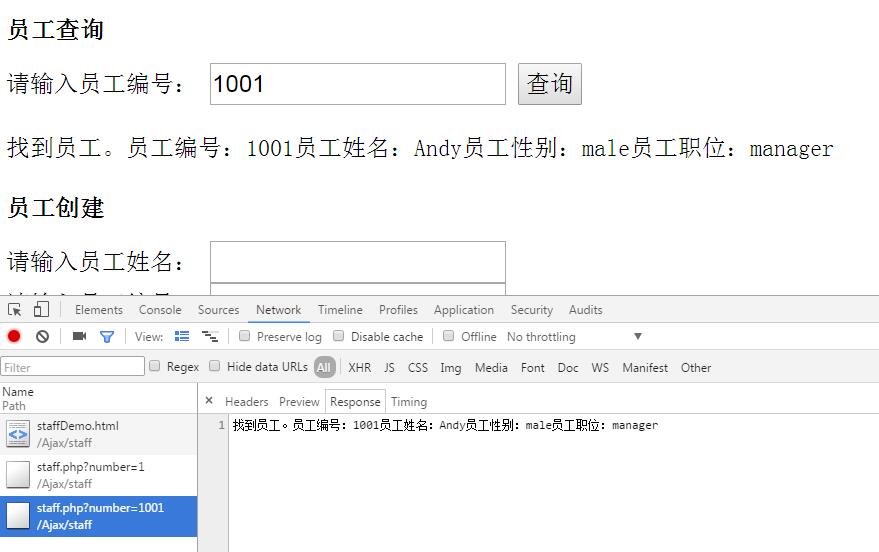 员工查询
请输入员工编号： 1001 查询
找到员工。员工编号：1001员工姓名：Andy员工性别：male员工职位：manager
员工创建
请输入员工姓名：
Elements Console Sources Network Timeline Profiles Application Security Audits
View: Preserve log Disable cache Offline No throttling
Filter Regex Hide data URLs All XHR JS CSS Img Media Font Doc WS Manifest Other
Name
Path
× Headers Preview Response Timing
staffDemo.html
/Ajax/staff
staff.php?number=1
/Ajax/staff
staff.php?number=1001
/Ajax/staff
1 找到员工。员工编号：1001员工姓名：Andy员工性别：male员工职位：manager